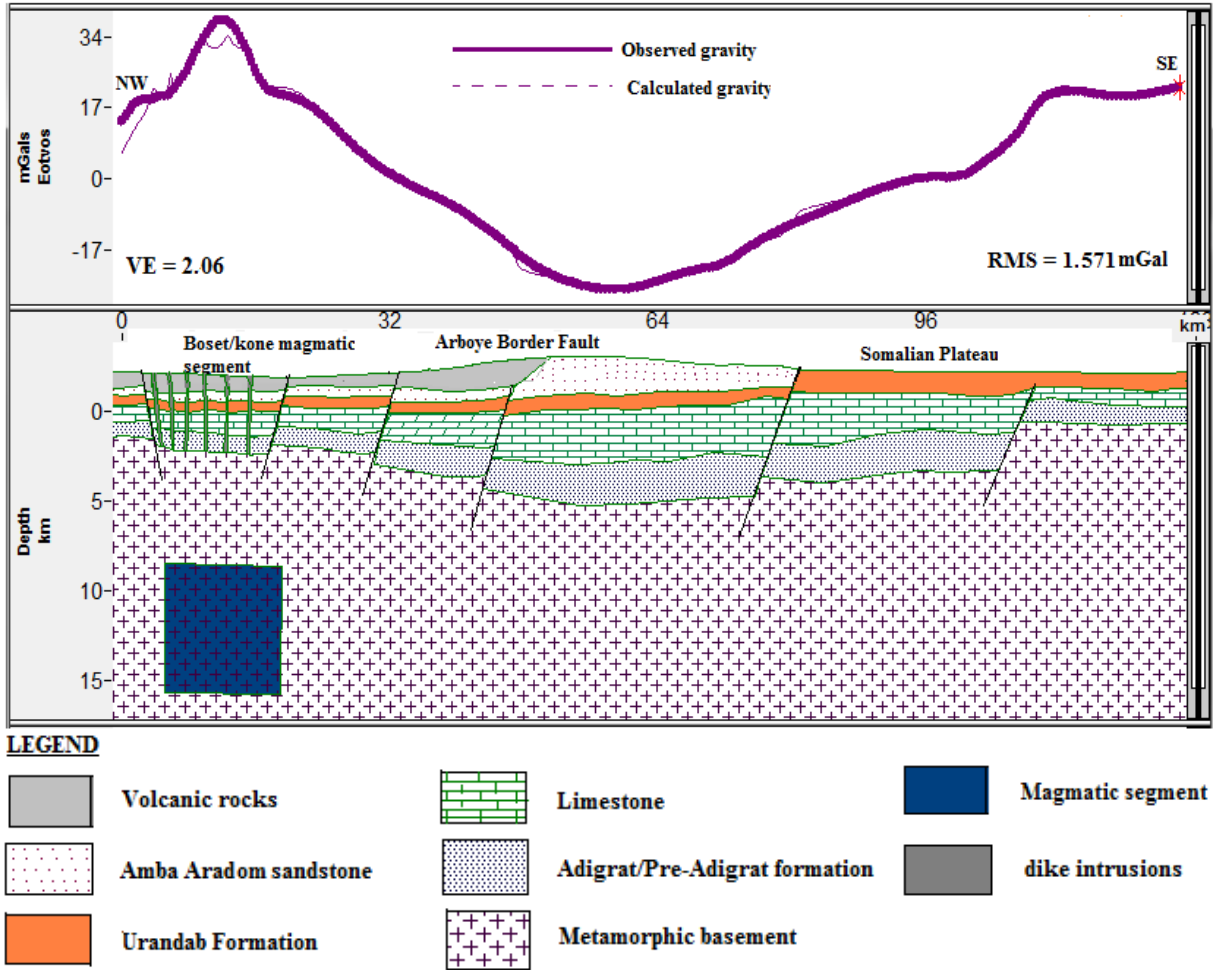 34-
17-
0-
-17-
mGals
Eotvos
NW
Observed gravity
Calculated gravity
SE
VE = 2.06
RMS = 1.571 mGal
0
32
64
96
km
Boset/kone magmatic
segment
Arboye Border Fault
Somalian Plateau
0-
5-
10-
15-
Depth
km
LEGEND
Volcanic rocks
Limestone
Magmatic segment
Amba Aradom sandstone
Adigrat/Pre-Adigrat formation
dike intrusions
Urandab Formation
Metamorphic basement